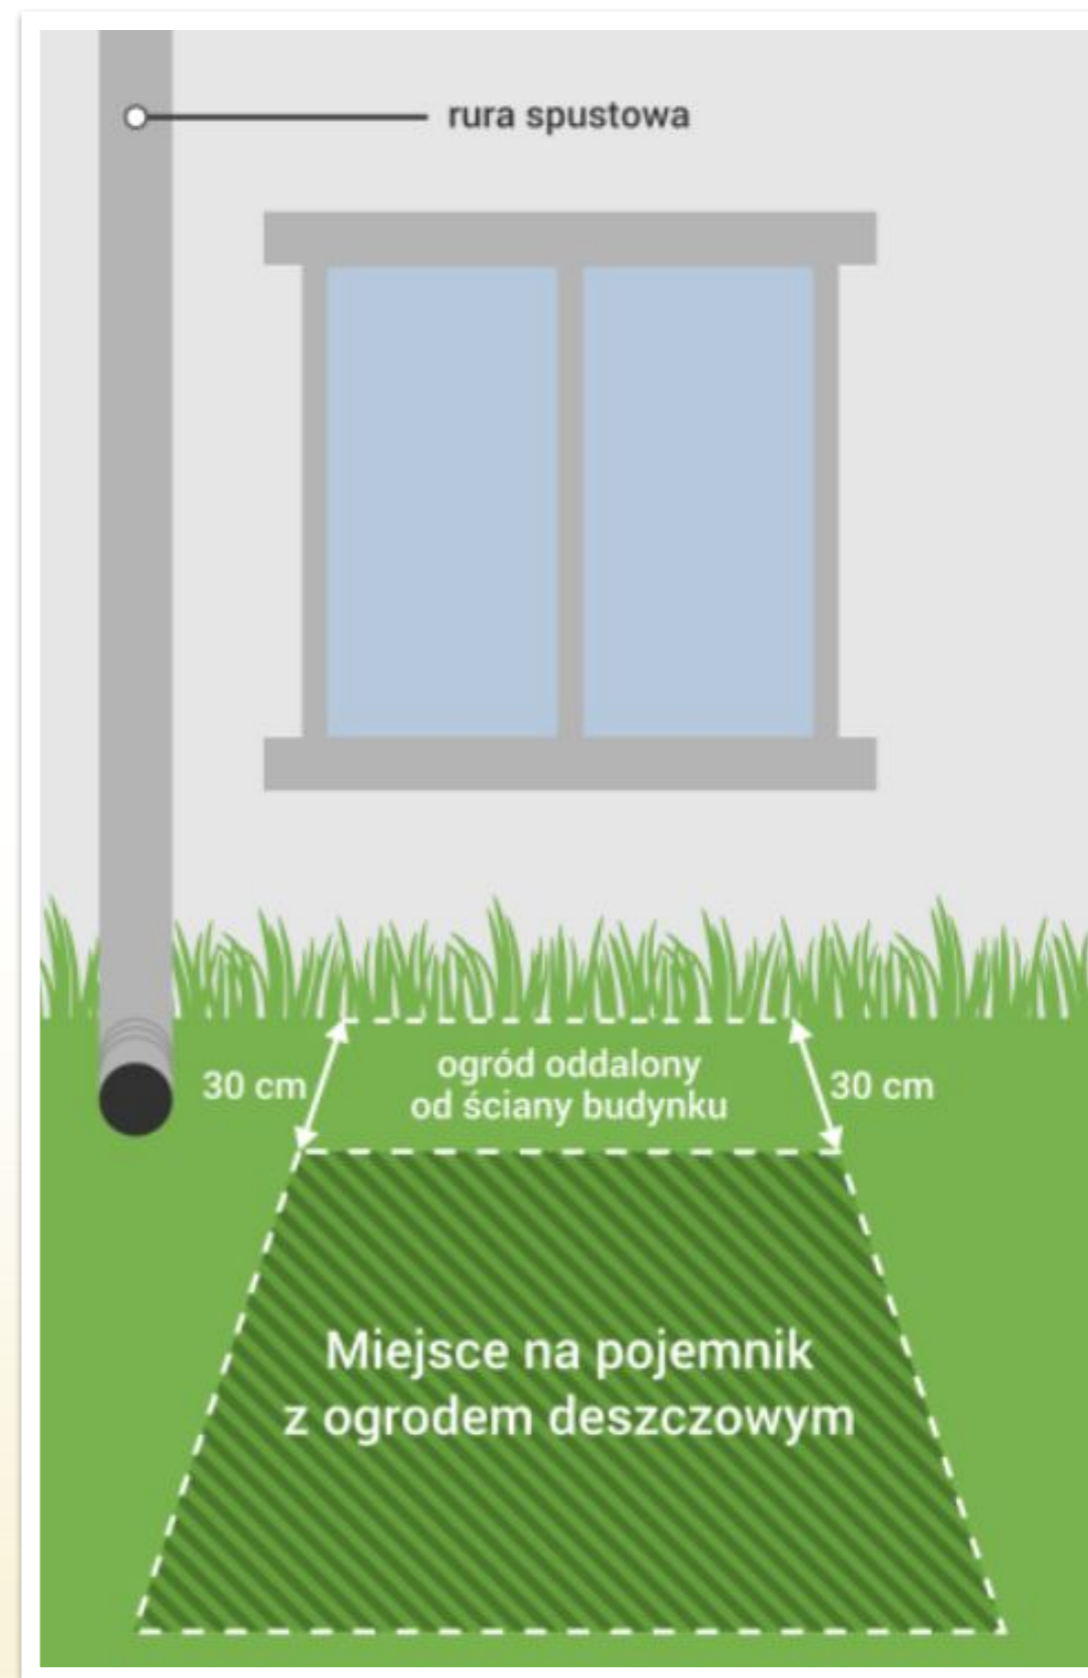 rura spustowa
30 cm
ogród oddalony
od ściany budynku
30 cm
Miejsce na pojemnik
z ogrodem deszczowym